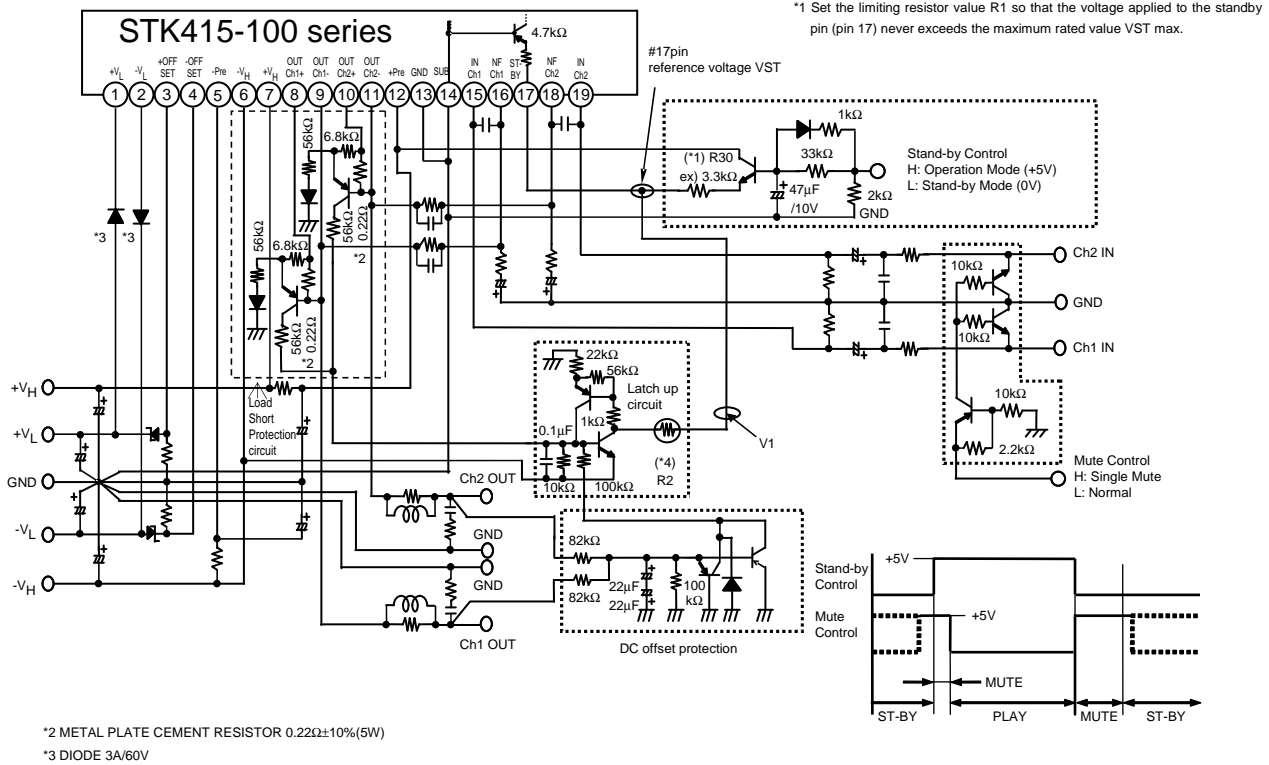 *1 Set the limiting resistor value R1 so that the voltage applied to the standby
pin (pin 17) never exceeds the maximum rated value VST max.
STK415-100 series
4.7kΩ
#17pin
reference voltage VST
+VL
-VL
+OFF
SET
-OFF
SET
-Pre
-VH
+VH
OUT
Ch1+
OUT
Ch1-
OUT
Ch2+
OUT
Ch2-
+Pre
GND
SUB
IN
Ch1
NF
Ch1
ST-
BY
NF
Ch2
IN
Ch2
1 2 3 4 5 6 7 8 9 10 11 12 13 14 15 16 17 18 19
56kΩ
6.8kΩ
56kΩ
0.22Ω
*2
56kΩ
6.8kΩ
56kΩ
0.22Ω
*2
*3
*3
(*1) R30
ex) 3.3kΩ
1kΩ
33kΩ
47µF
/10V
2kΩ
GND
Stand-by Control
H: Operation Mode (+5V)
L: Stand-by Mode (0V)
Ch2 IN
10kΩ
GND
10kΩ
Ch1 IN
10kΩ
2.2kΩ
Mute Control
H: Single Mute
L: Normal
+VH
+VL
GND
-VL
-VH
Load
Short
Protection
circuit
22kΩ
56kΩ
Latch up
circuit
1kΩ
0.1µF
10kΩ
100kΩ
(*4)
R2
V1
Ch2 OUT
GND
GND
Ch1 OUT
82kΩ
82kΩ
22µF
22µF
100
kΩ
DC offset protection
Stand-by
Control
+5V
Mute
Control
+5V
MUTE
ST-BY
PLAY
MUTE
ST-BY
*2 METAL PLATE CEMENT RESISTOR 0.22Ω±10%(5W)
*3 DIODE 3A/60V